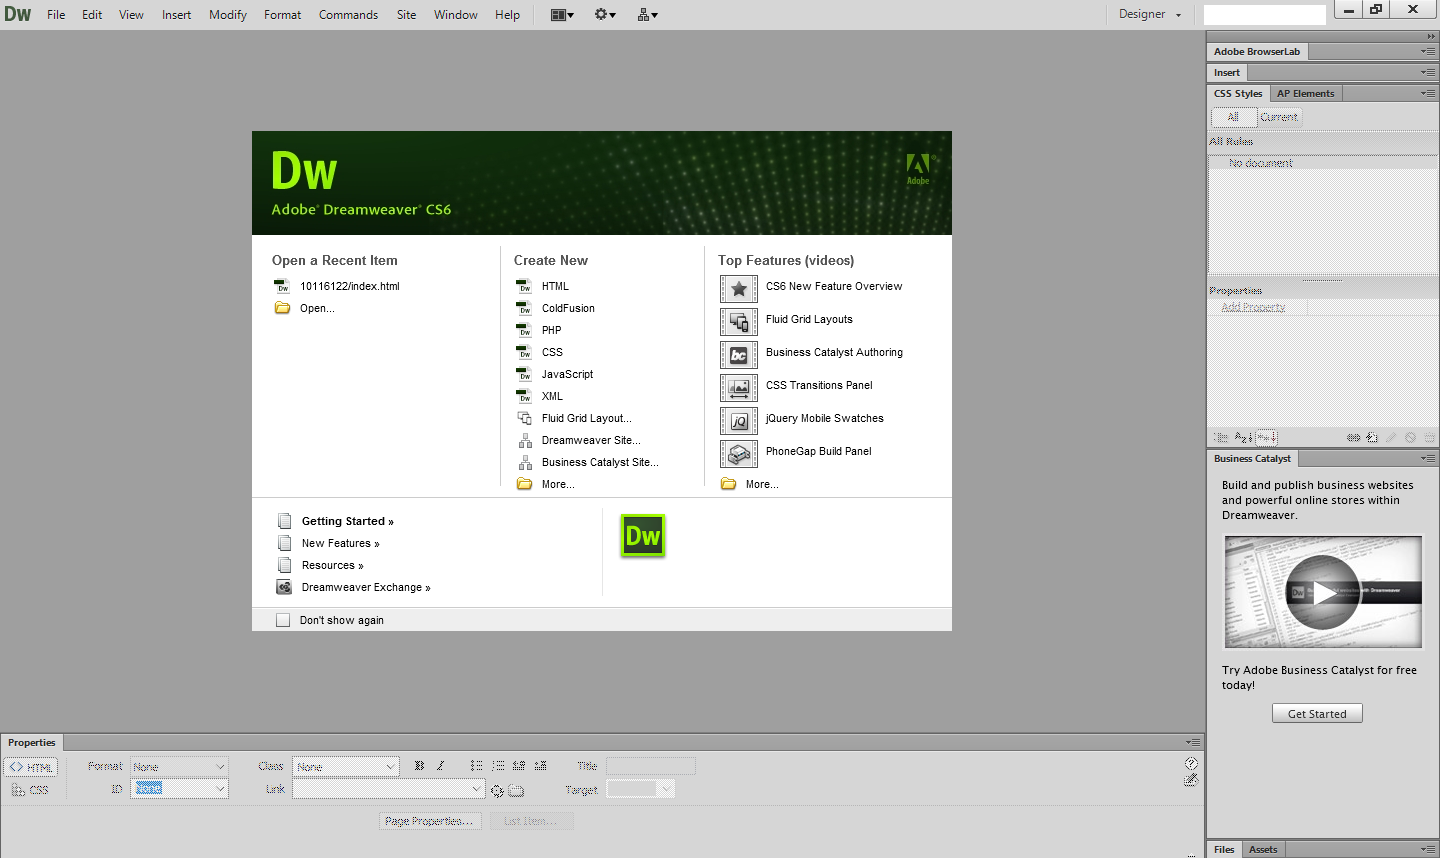 Dw File Edit View Insert Modify Format Commands Site Window Help Designer
Adobe BrowserLab
Insert
CSS Styles AP Elements
All Current
All Rules
No document
Properties
Add Property
Dw
Adobe® Dreamweaver® CS6
Adobe
Open a Recent Item
10116122/index.html
Open...
Create New
HTML
ColdFusion
PHP
CSS
JavaScript
XML
Fluid Grid Layout...
Dreamweaver Site...
Business Catalyst Site...
More...
Top Features (videos)
CS6 New Feature Overview
Fluid Grid Layouts
bc Business Catalyst Authoring
CSS Transitions Panel
jQ jQuery Mobile Swatches
PhoneGap Build Panel
More...
Getting Started »
New Features »
Resources »
Dreamweaver Exchange »
Dw
Don't show again
Business Catalyst
Build and publish business websites
and powerful online stores within
Dreamweaver.
Try Adobe Business Catalyst for free
today!
Get Started
Properties
HTML Format None Class None B I Title
CSS ID None Link Target
Page Properties... List Item...
Files Assets